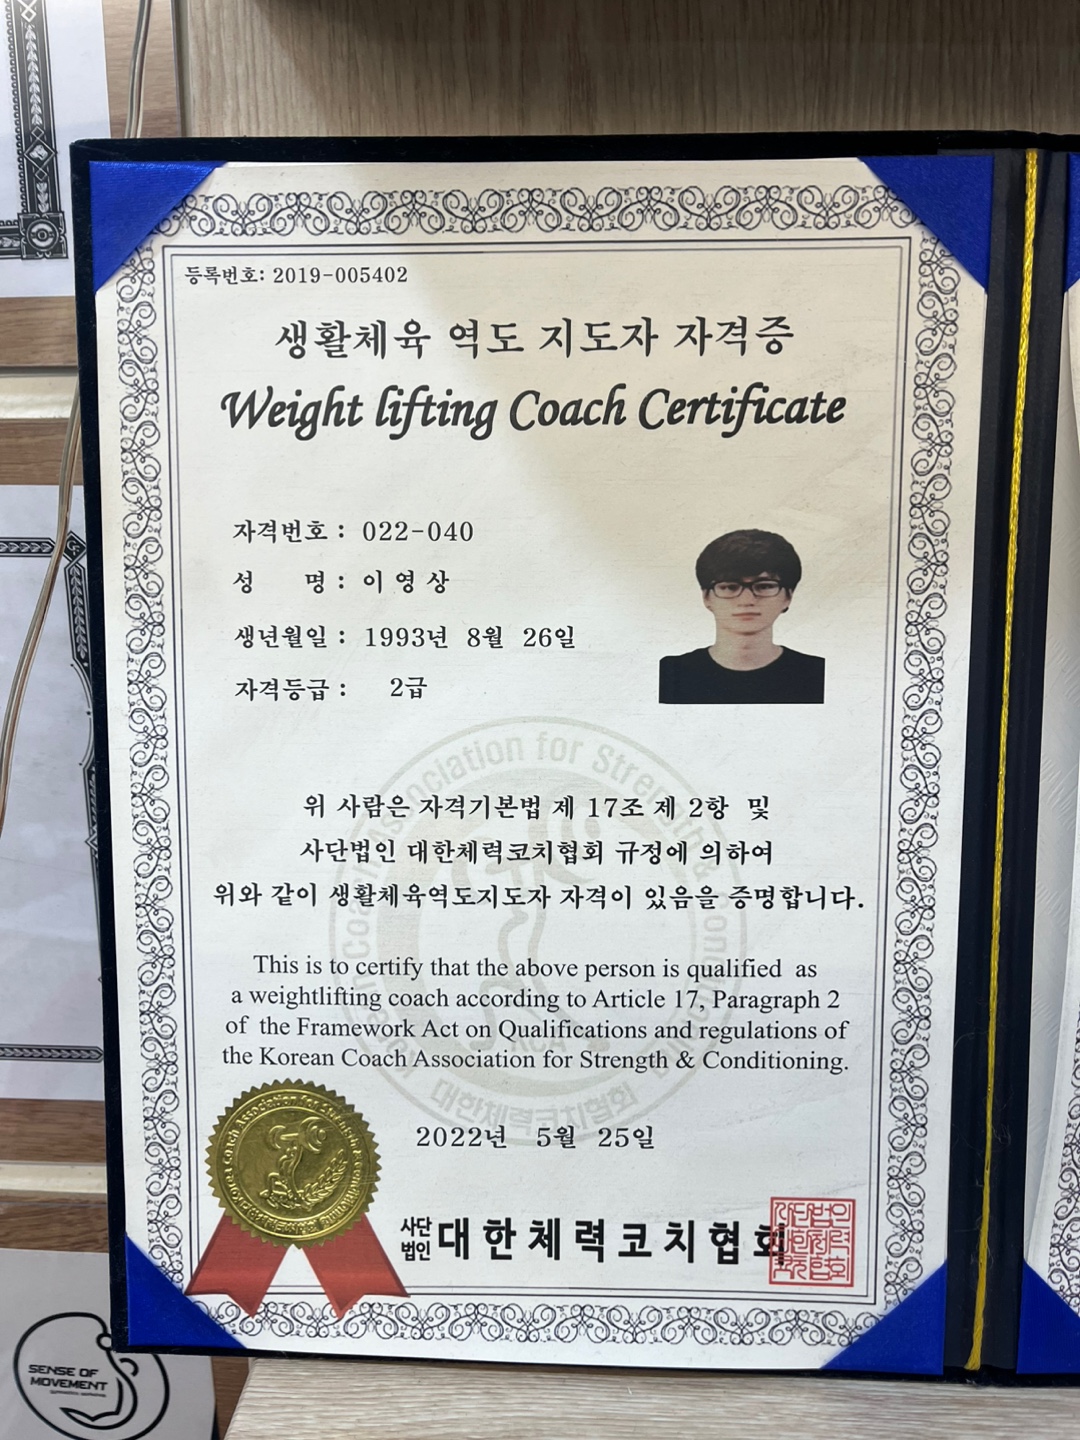 등록번호: 2019-005402
생활체육 역도 지도자 자격증
Weight lifting Coach Certificate
자격번호 : 022-040
성 명 : 이 영 상
생년월일 : 1993년 8월 26일
자격등급 : 2급
위 사람은 자격기본법 제 17조 제 2항 및
사단법인 대한체력코치협회 규정에 의하여
위와 같이 생활체육역도지도자 자격이 있음을 증명합니다.
This is to certify that the above person is qualified as
a weightlifting coach according to Article 17, Paragraph 2
of the Framework Act on Qualifications and regulations of
the Korean Coach Association for Strength & Conditioning.
2022년 5월 25일
사단
법인 대한체력코치협회
대한체력코치협회
SENSE OF
MOVEMENT